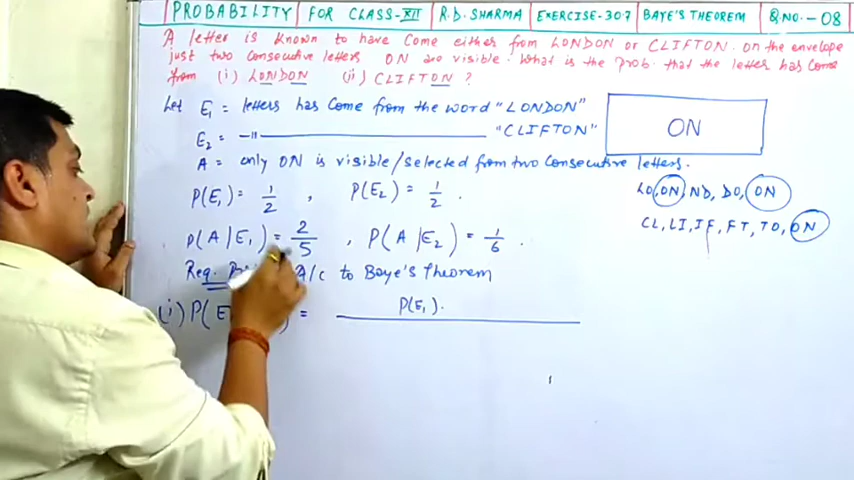 PROBABILITY FOR CLASS-XII R.D. SHARMA EXERCISE-307 BAYE'S THEOREM Q.NO.-08
A letter is known to have come either from LONDON or CLIFTON. on the envelope
just two consecutive letters ON are visible. What is the prob. that the letter has come
from (i) LONDON (ii) CLIFTON ?
Let E₁ = letters has come from the word "LONDON"
E₂ = -"- "CLIFTON"
A = only ON is visible/selected from two consecutive letters.
ON
P(E₁) = 1/2 , P(E₂) = 1/2 .
LO, ON, ND, DO, ON
P(A|E₁) = 2/5 , P(A|E₂) = 1/6 .
CL, LI, IF, FT, TO, ON
Req. A/c to Baye's Theorem
(i) P(E = P(E₁).